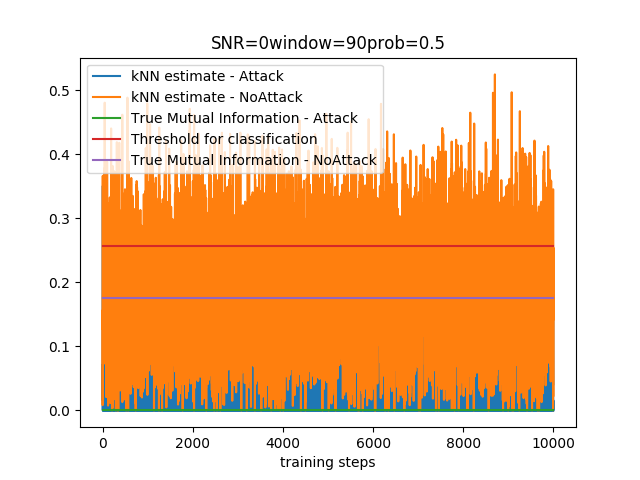 SNR=0window=90prob=0.5
kNN estimate - Attack
kNN estimate - NoAttack
True Mutual Information - Attack
Threshold for classification
True Mutual Information - NoAttack
0.5
0.4
0.3
0.2
0.1
0.0
0 2000 4000 6000 8000 10000
training steps